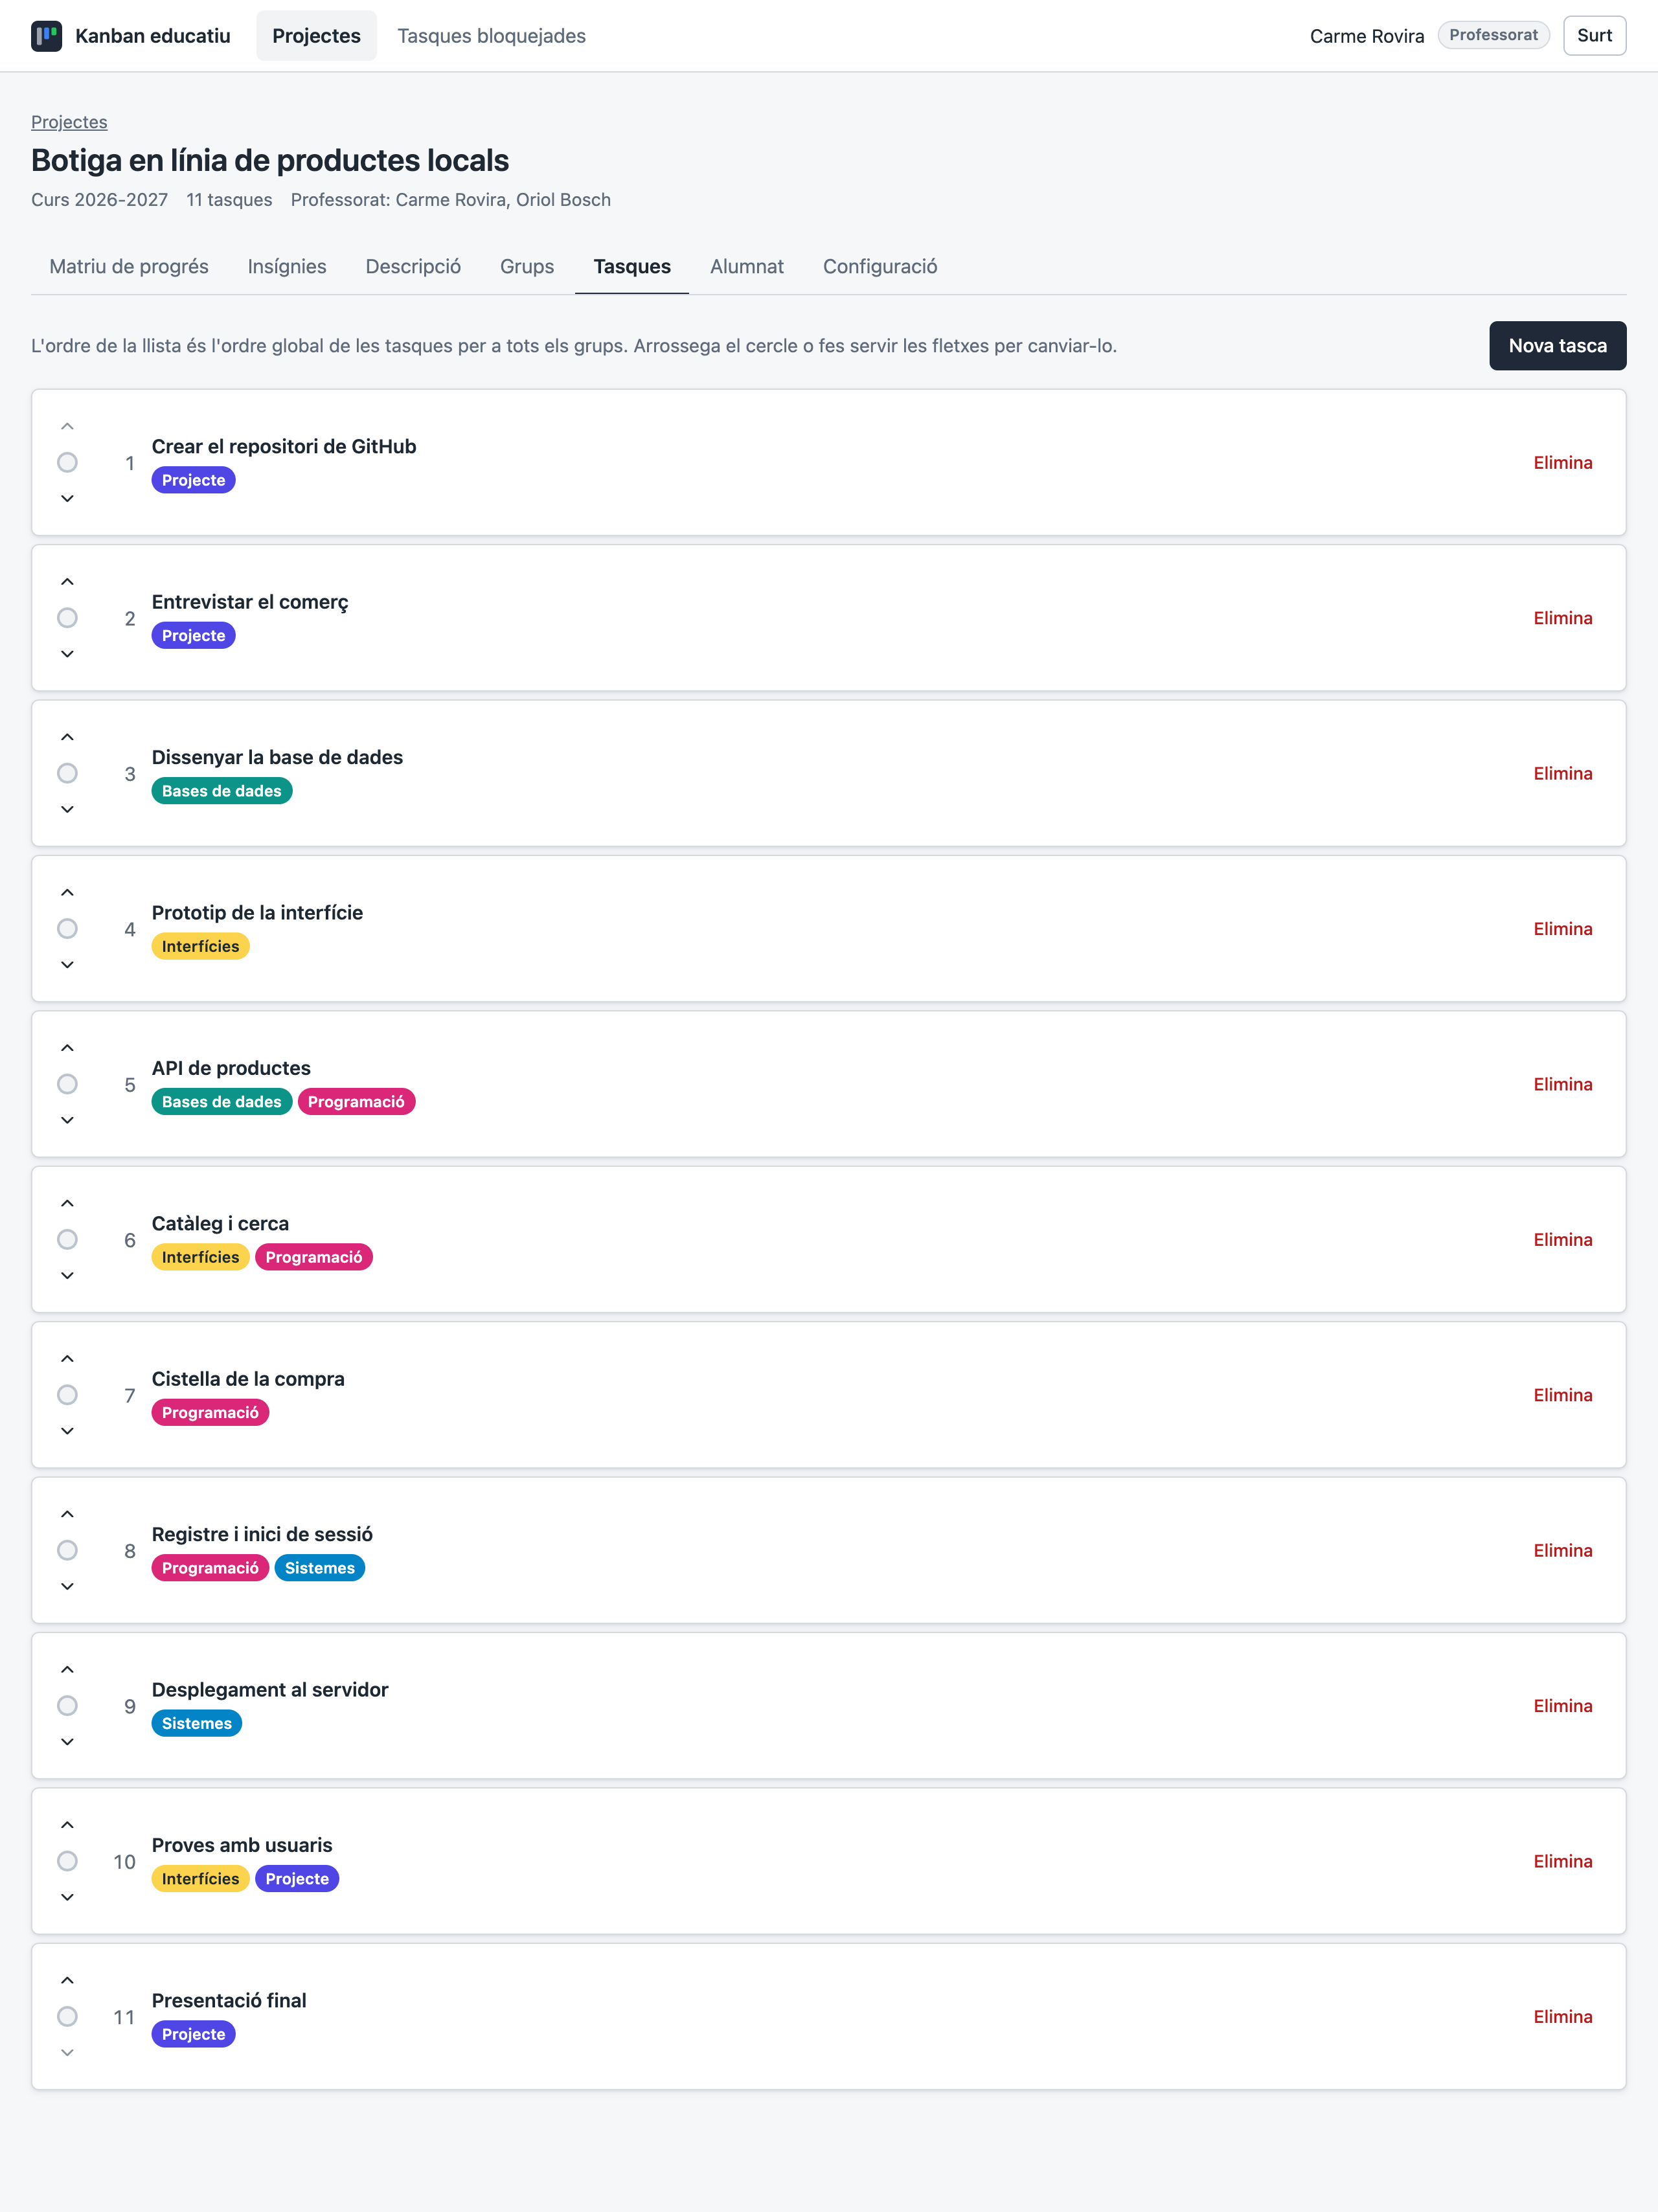 Kanban educatiu Projectes Tasques bloquejades Carme Rovira Professorat Surt
Projectes
Botiga en línia de productes locals
Curs 2026-2027 11 tasques Professorat: Carme Rovira, Oriol Bosch
Matriu de progrés Insígnies Descripció Grups Tasques Alumnat Configuració
L'ordre de la llista és l'ordre global de les tasques per a tots els grups. Arrossega el cercle o fes servir les fletxes per canviar-lo. Nova tasca
1 Crear el repositori de GitHub
Projecte
Elimina
2 Entrevistar el comerç
Projecte
Elimina
3 Dissenyar la base de dades
Bases de dades
Elimina
4 Prototip de la interfície
Interfícies
Elimina
5 API de productes
Bases de dades Programació
Elimina
6 Catàleg i cerca
Interfícies Programació
Elimina
7 Cistella de la compra
Programació
Elimina
8 Registre i inici de sessió
Programació Sistemes
Elimina
9 Desplegament al servidor
Sistemes
Elimina
10 Proves amb usuaris
Interfícies Projecte
Elimina
11 Presentació final
Projecte
Elimina